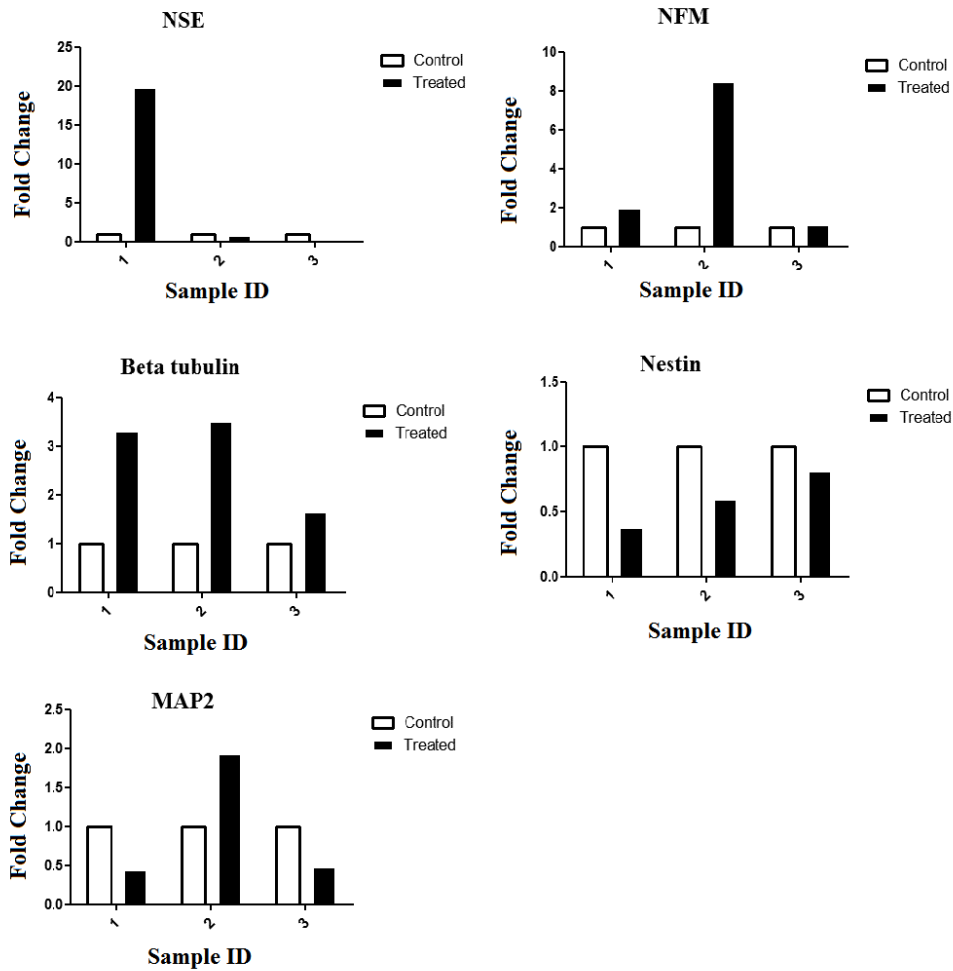 NSE
25
20
15
10
5
0
Fold Change
1
2
3
Sample ID
Control
Treated
NFM
10
8
6
4
2
0
Fold Change
1
2
3
Sample ID
Control
Treated
Beta tubulin
4
3
2
1
0
Fold Change
1
2
3
Sample ID
Control
Treated
Nestin
1.5
1.0
0.5
0.0
Fold Change
1
2
3
Sample ID
Control
Treated
MAP2
2.5
2.0
1.5
1.0
0.5
0.0
Fold Change
1
2
3
Sample ID
Control
Treated